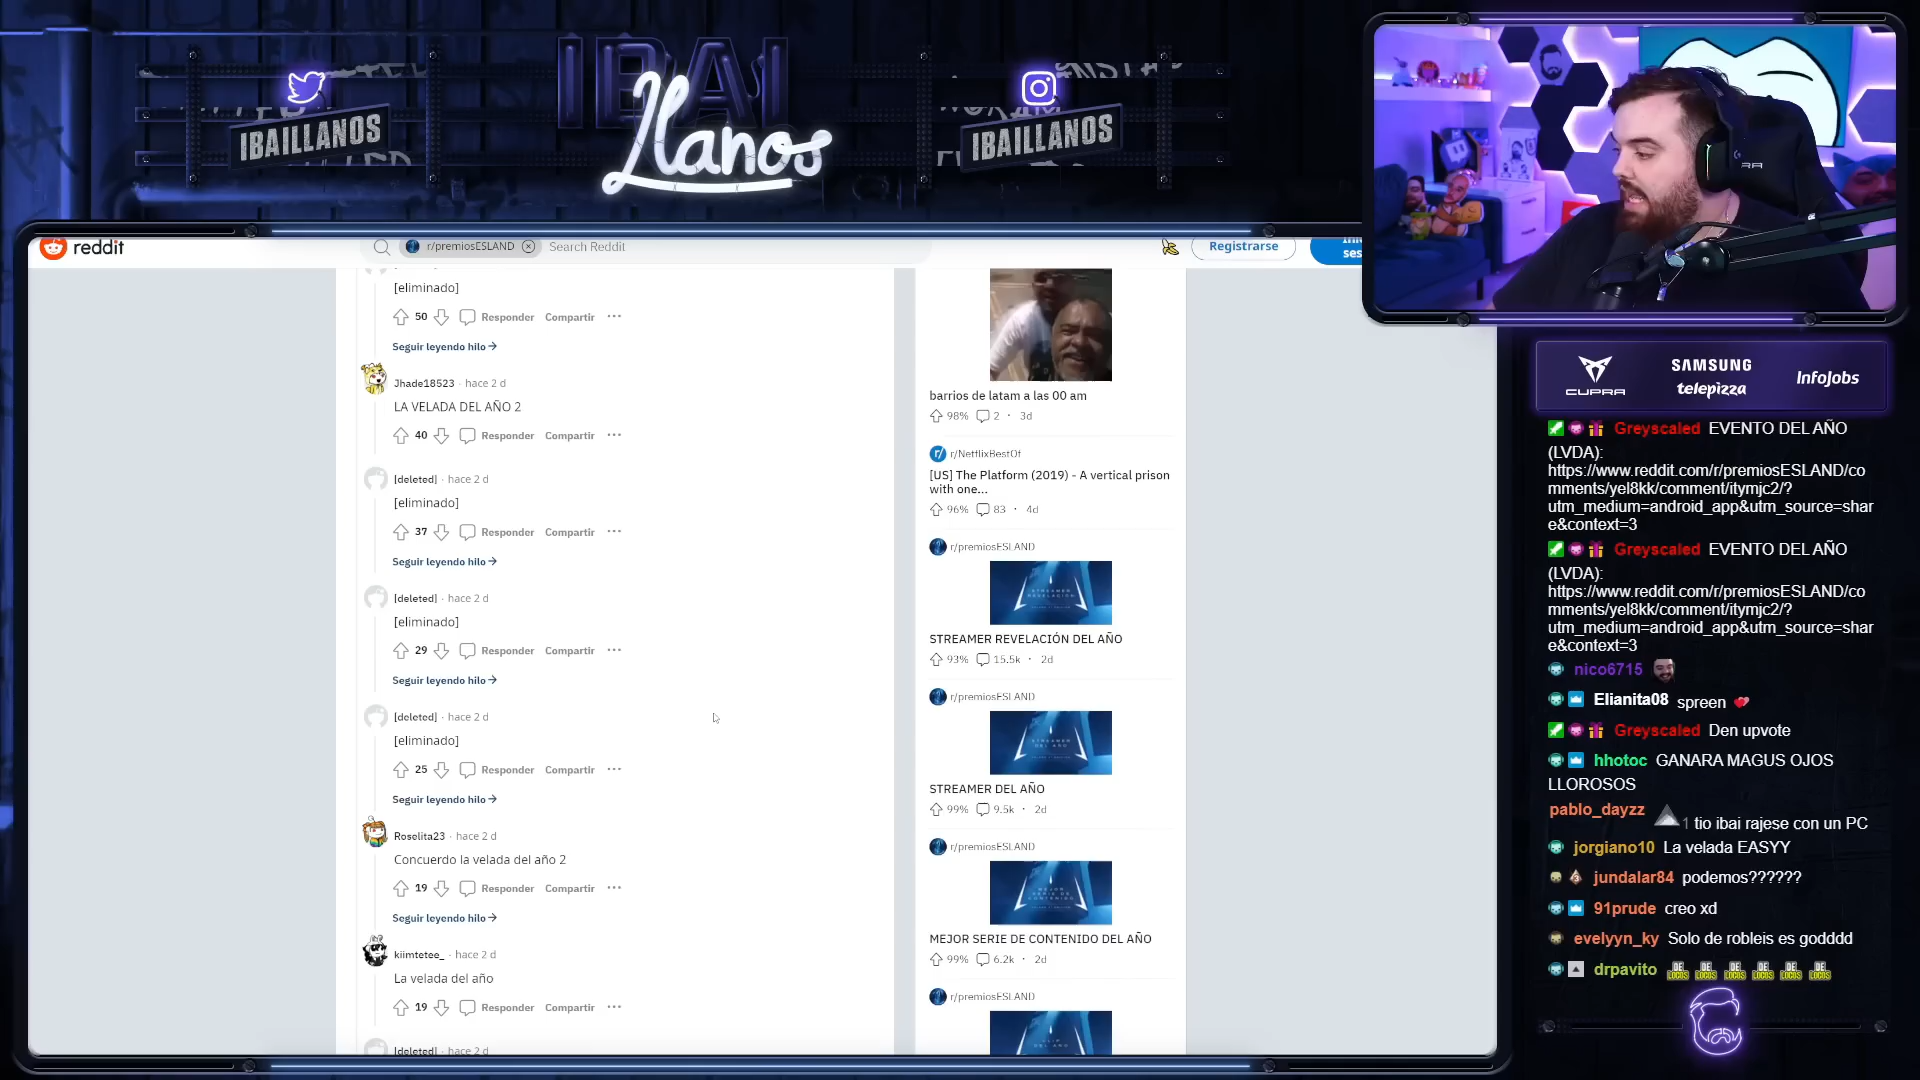 IBAI
Llanos
IBAILLANOS
IBAILLANOS
reddit
r/premiosESLAND
Search Reddit
Registrarse
[eliminado]
50 Responder Compartir ...
Seguir leyendo hilo →
Jhade18523 · hace 2 d
LA VELADA DEL AÑO 2
40 Responder Compartir ...
[deleted] · hace 2 d
[eliminado]
37 Responder Compartir ...
Seguir leyendo hilo →
[deleted] · hace 2 d
[eliminado]
29 Responder Compartir ...
Seguir leyendo hilo →
[deleted] · hace 2 d
[eliminado]
25 Responder Compartir ...
Seguir leyendo hilo →
Roselita23 · hace 2 d
Concuerdo la velada del año 2
19 Responder Compartir ...
Seguir leyendo hilo →
kiimtetee_ · hace 2 d
La velada del año
19 Responder Compartir ...
[deleted] · hace 2 d
barrios de latam a las 00 am
98% 2 · 3d
r/NetflixBestOf
[US] The Platform (2019) - A vertical prison
with one...
96% 83 · 4d
r/premiosESLAND
STREAMER
REVELACIÓN
STREAMER REVELACIÓN DEL AÑO
93% 15.5k · 2d
r/premiosESLAND
STREAMER
DEL AÑO
STREAMER DEL AÑO
99% 9.5k · 2d
r/premiosESLAND
MEJOR
SERIE DE
CONTENIDO
MEJOR SERIE DE CONTENIDO DEL AÑO
99% 6.2k · 2d
r/premiosESLAND
CUPRA
SAMSUNG
telepizza
InfoJobs
Greyscaled EVENTO DEL AÑO
(LVDA):
https://www.reddit.com/r/premiosESLAND/co
mments/yel8kk/comment/itymjc2/?
utm_medium=android_app&utm_source=shar
e&context=3
Greyscaled EVENTO DEL AÑO
(LVDA):
https://www.reddit.com/r/premiosESLAND/co
mments/yel8kk/comment/itymjc2/?
utm_medium=android_app&utm_source=shar
e&context=3
nico6715
Elianita08 spreen
Greyscaled Den upvote
hhotoc GANARA MAGUS OJOS
LLOROSOS
pablo_dayzz 1 tio ibai rajese con un PC
jorgiano10 La velada EASYY
jundalar84 podemos??????
91prude creo xd
evelyyn_ky Solo de robleis es godddd
drpavito